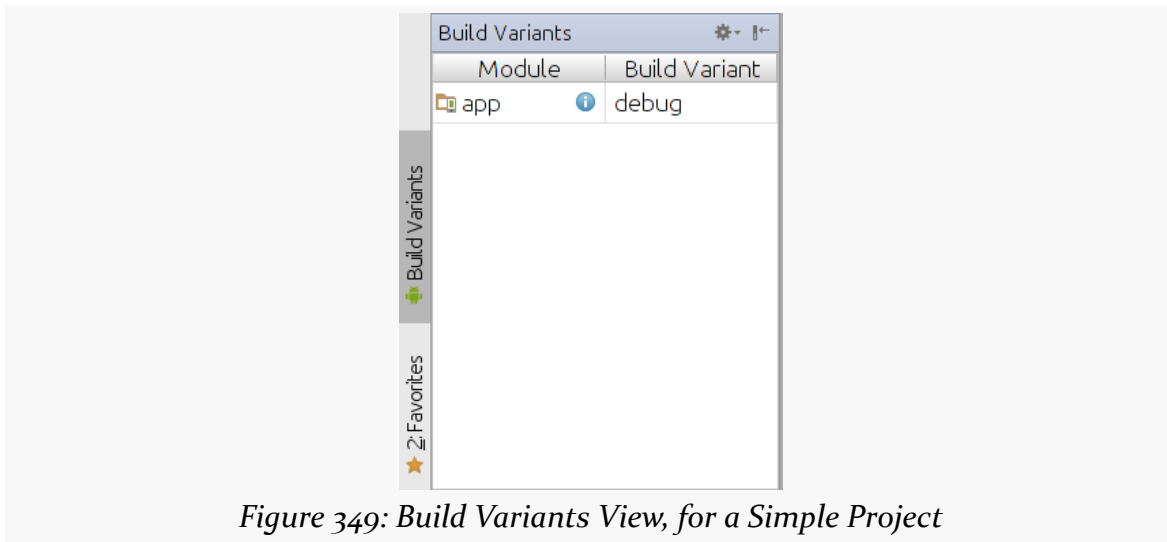 Build Variants
Module Build Variant
app debug
Build Variants
2: Favorites
Figure 349: Build Variants View, for a Simple Project